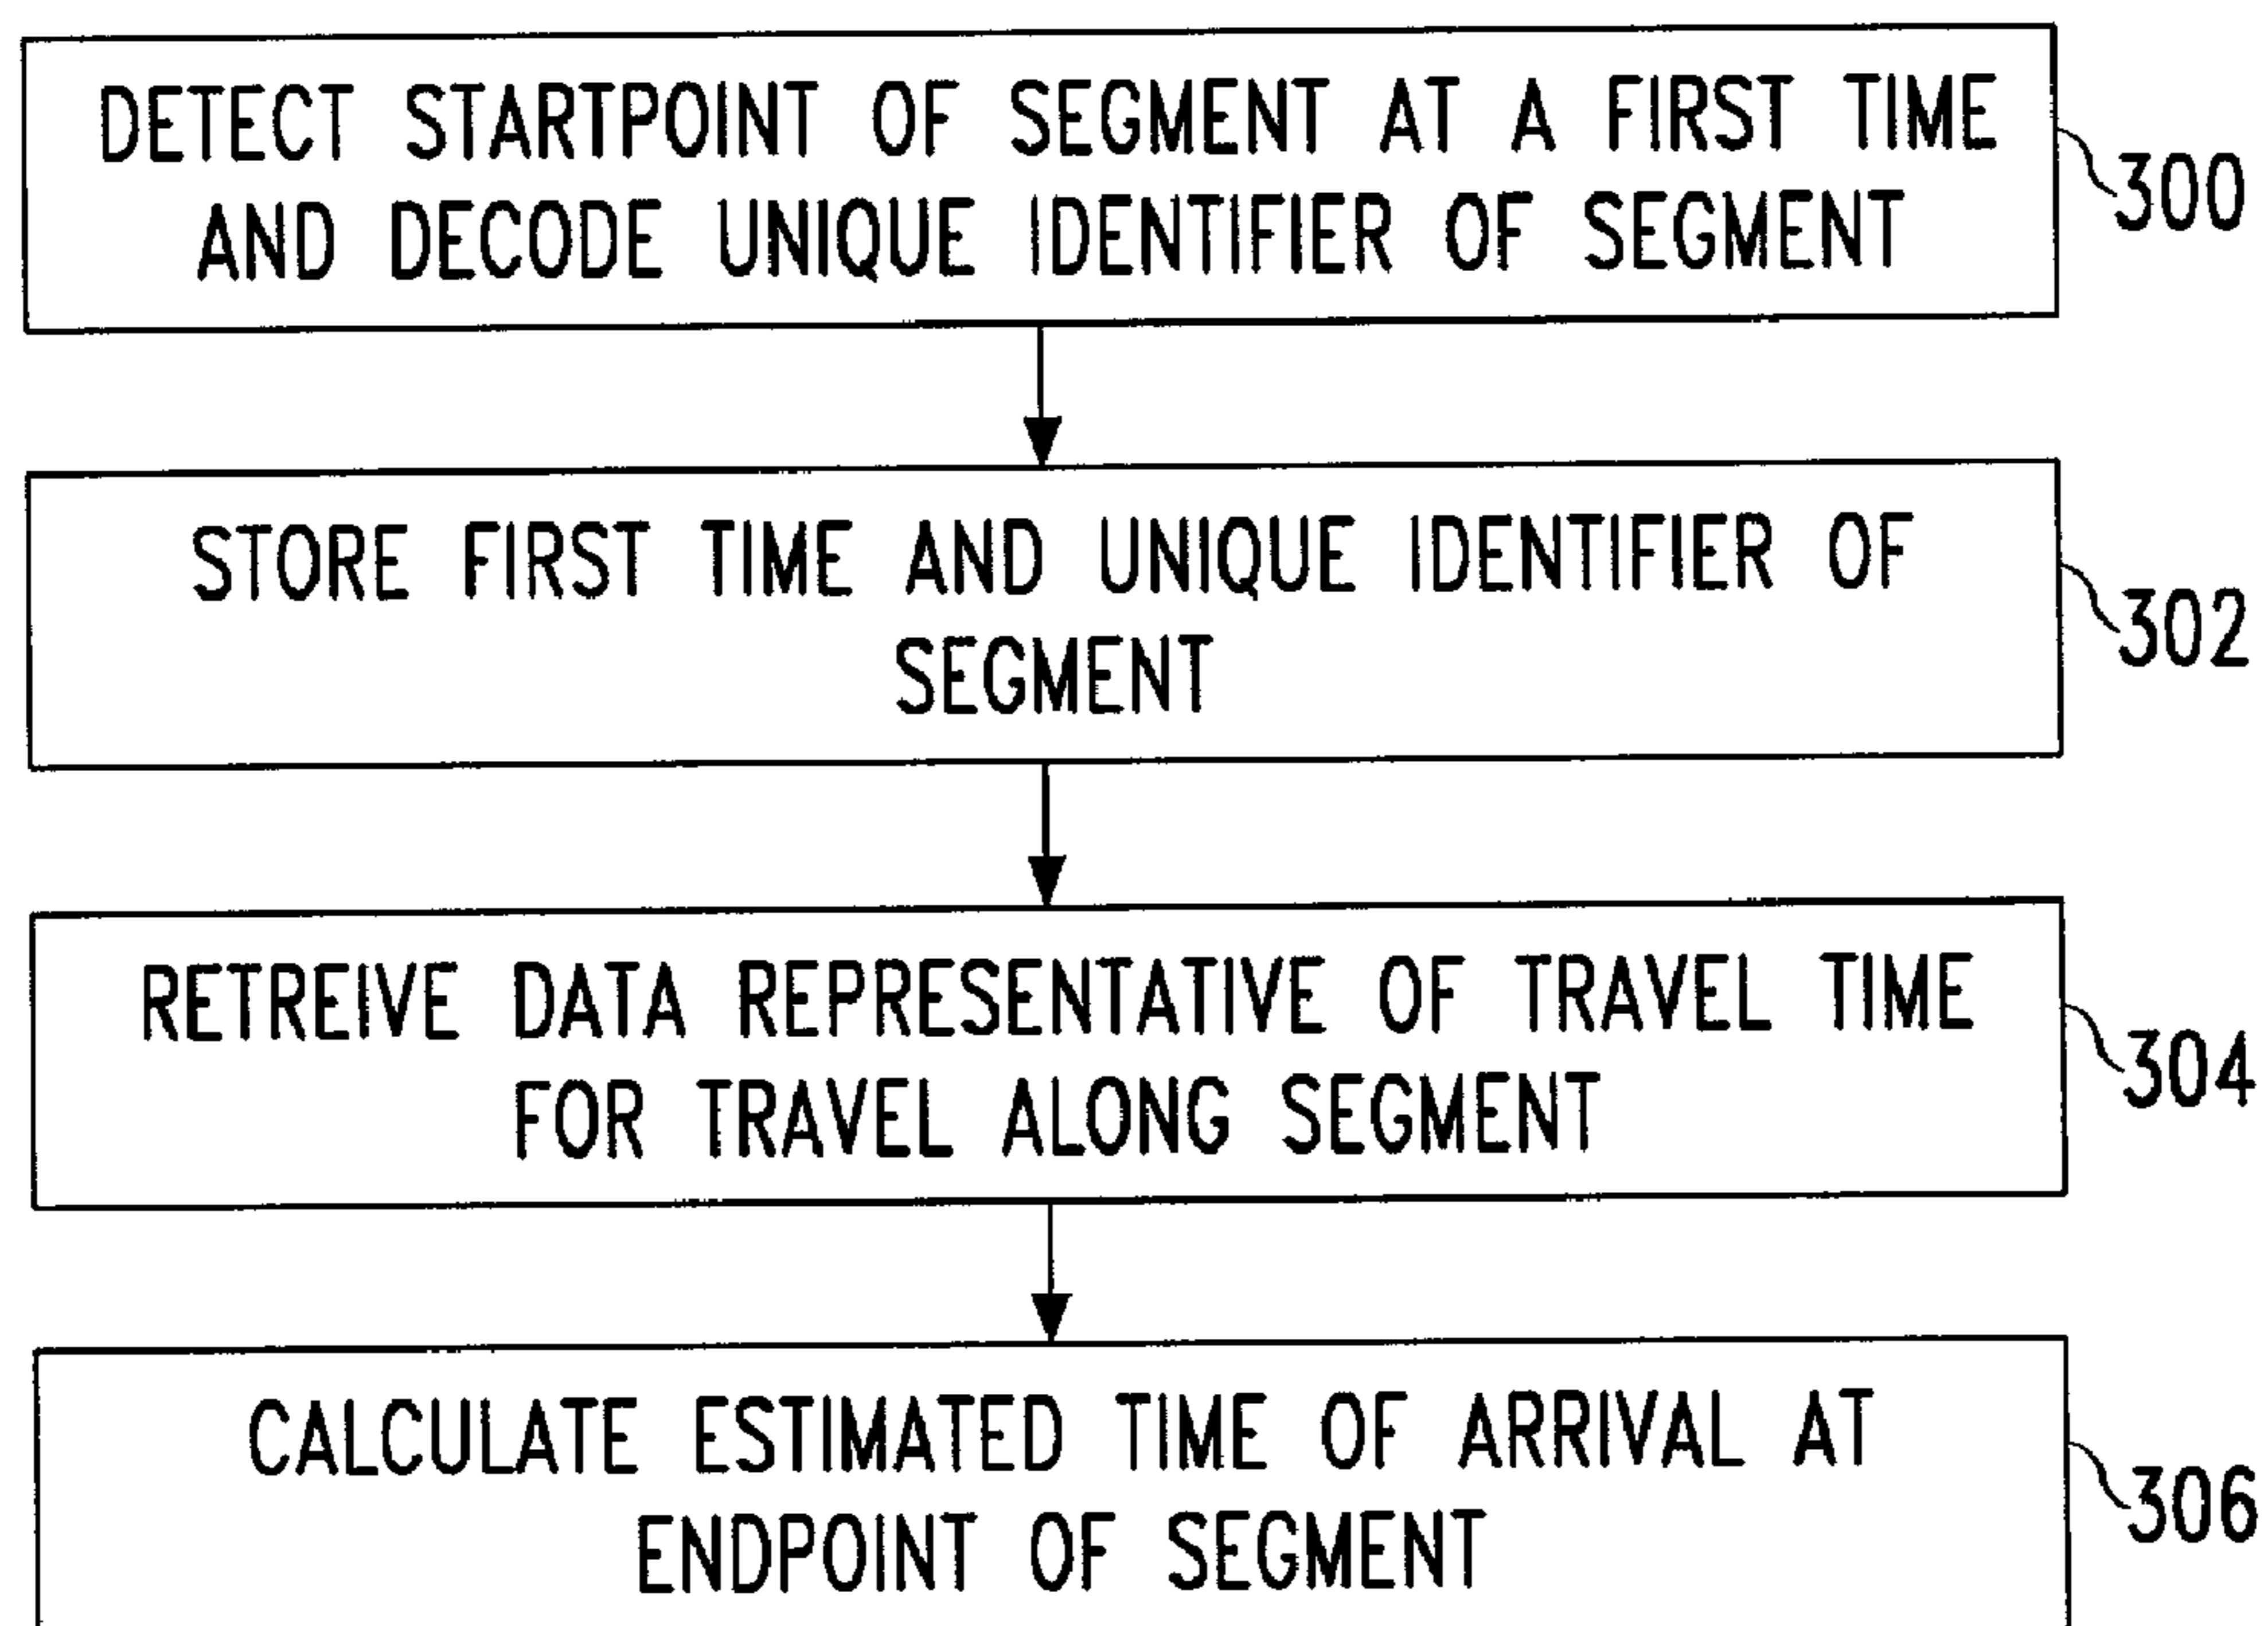 DETECT STARTPOINT OF SEGMENT AT A FIRST TIME
AND DECODE UNIQUE IDENTIFIER OF SEGMENT
300
STORE FIRST TIME AND UNIQUE IDENTIFIER OF
SEGMENT
302
RETREIVE DATA REPRESENTATIVE OF TRAVEL TIME
FOR TRAVEL ALONG SEGMENT
304
CALCULATE ESTIMATED TIME OF ARRIVAL AT
ENDPOINT OF SEGMENT
306